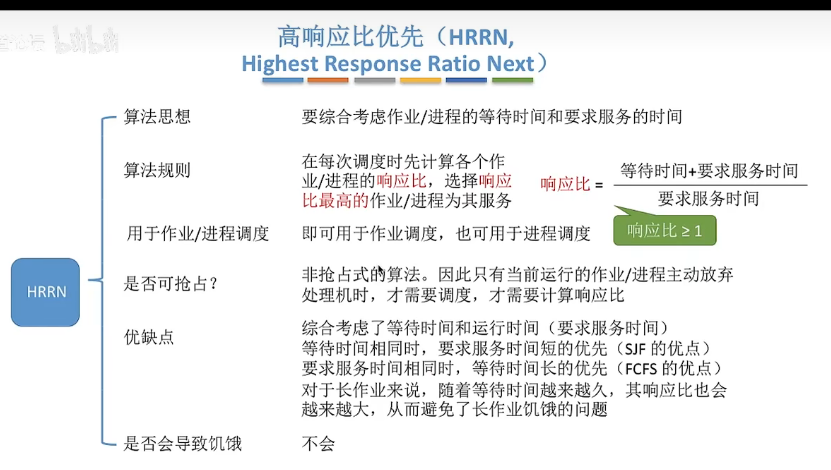 高响应比优先（HRRN,
Highest Response Ratio Next）
HRRN
算法思想
要综合考虑作业/进程的等待时间和要求服务的时间
算法规则
在每次调度时先计算各个作
业/进程的响应比，选择响应
比最高的作业/进程为其服务
响应比 =
等待时间+要求服务时间
要求服务时间
响应比 ≥ 1
用于作业/进程调度
即可用于作业调度，也可用于进程调度
是否可抢占？
非抢占式的算法。因此只有当前运行的作业/进程主动放弃
处理机时，才需要调度，才需要计算响应比
优缺点
综合考虑了等待时间和运行时间（要求服务时间）
等待时间相同时，要求服务时间短的优先（SJF 的优点）
要求服务时间相同时，等待时间长的优先（FCFS 的优点）
对于长作业来说，随着等待时间越来越久，其响应比也会
越来越大，从而避免了长作业饥饿的问题
是否会导致饥饿
不会